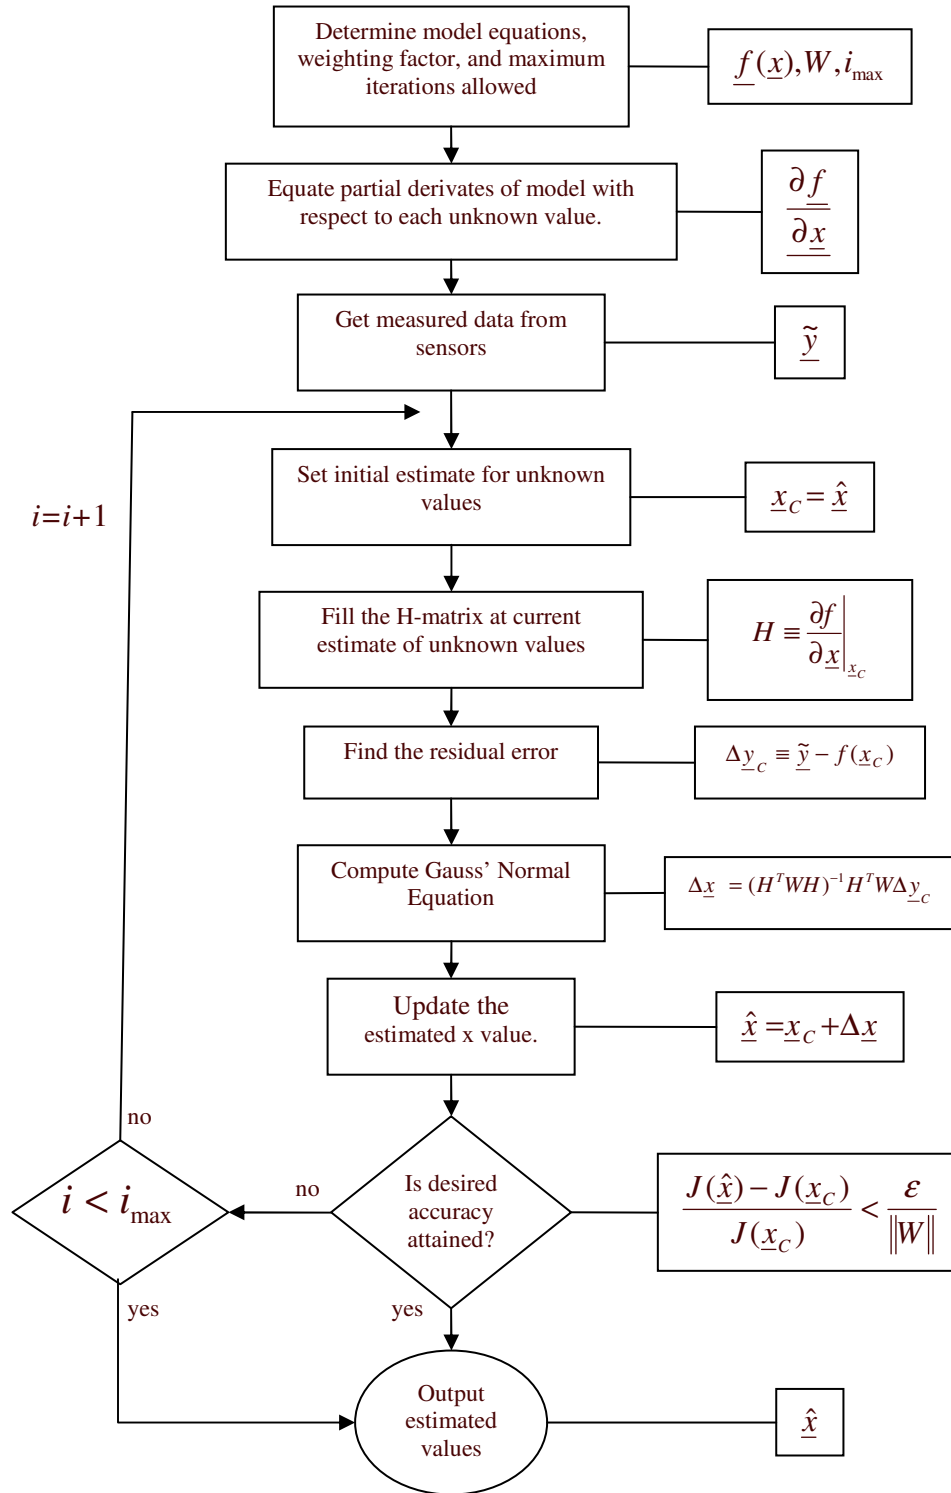 Determine model equations,
weighting factor, and maximum
iterations allowed
f(x),W,i_max
Equate partial derivates of model with
respect to each unknown value.
∂f
∂x
Get measured data from
sensors
ỹ
Set initial estimate for unknown
values
x_C = x̂
i=i+1
Fill the H-matrix at current
estimate of unknown values
H ≡ ∂f/∂x|_x_C
Find the residual error
Δy_C ≡ ỹ − f(x_C)
Compute Gauss' Normal
Equation
Δx = (H^T WH)^−1 H^T WΔy_C
Update the
estimated x value.
x̂ = x_C + Δx
no
i < i_max
no
Is desired
accuracy
attained?
J(x̂) − J(x_C) / J(x_C) < ε / ‖W‖
yes
yes
Output
estimated
values
x̂